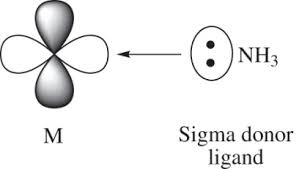 NH₃
M
Sigma donor
ligand